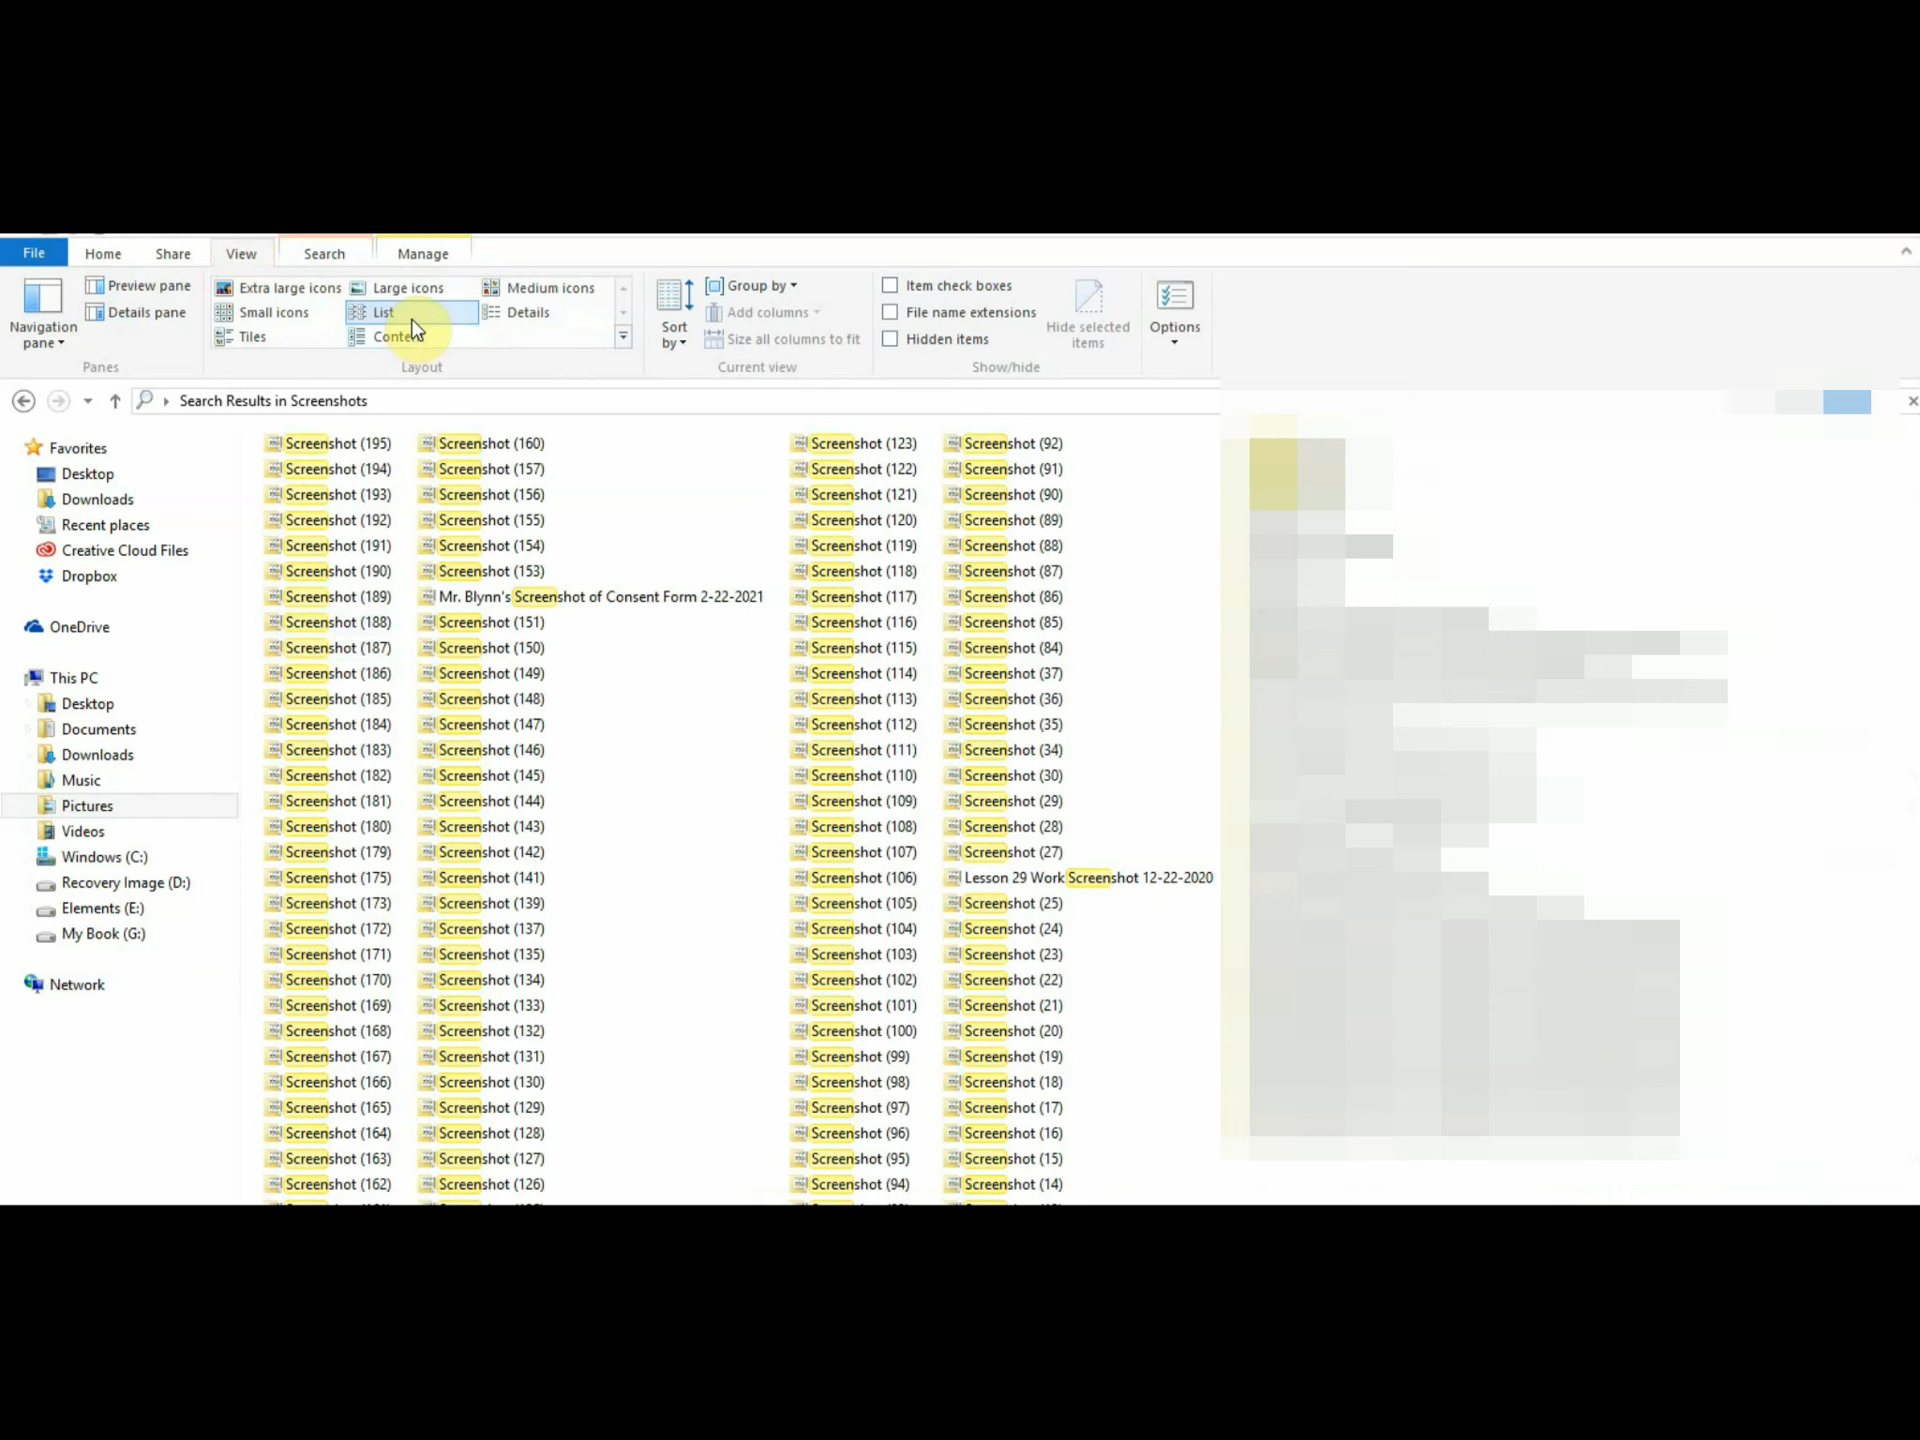 File Home Share View Search Manage
Navigation pane
Preview pane
Details pane
Panes
Extra large icons Large icons Medium icons
Small icons List Details
Tiles
Layout
Sort by
Group by
Add columns
Size all columns to fit
Current view
Item check boxes
File name extensions
Hidden items
Hide selected items
Show/hide
Options
Search Results in Screenshots
Favorites
Desktop
Downloads
Recent places
Creative Cloud Files
Dropbox
OneDrive
This PC
Desktop
Documents
Downloads
Music
Pictures
Videos
Windows (C:)
Recovery Image (D:)
Elements (E:)
My Book (G:)
Network
Screenshot (195)
Screenshot (194)
Screenshot (193)
Screenshot (192)
Screenshot (191)
Screenshot (190)
Screenshot (189)
Screenshot (188)
Screenshot (187)
Screenshot (186)
Screenshot (185)
Screenshot (184)
Screenshot (183)
Screenshot (182)
Screenshot (181)
Screenshot (180)
Screenshot (179)
Screenshot (175)
Screenshot (173)
Screenshot (172)
Screenshot (171)
Screenshot (170)
Screenshot (169)
Screenshot (168)
Screenshot (167)
Screenshot (166)
Screenshot (165)
Screenshot (164)
Screenshot (163)
Screenshot (162)
Screenshot (160)
Screenshot (157)
Screenshot (156)
Screenshot (155)
Screenshot (154)
Screenshot (153)
Mr. Blynn's Screenshot of Consent Form 2-22-2021
Screenshot (151)
Screenshot (150)
Screenshot (149)
Screenshot (148)
Screenshot (147)
Screenshot (146)
Screenshot (145)
Screenshot (144)
Screenshot (143)
Screenshot (142)
Screenshot (141)
Screenshot (139)
Screenshot (137)
Screenshot (135)
Screenshot (134)
Screenshot (133)
Screenshot (132)
Screenshot (131)
Screenshot (130)
Screenshot (129)
Screenshot (128)
Screenshot (127)
Screenshot (126)
Screenshot (123)
Screenshot (122)
Screenshot (121)
Screenshot (120)
Screenshot (119)
Screenshot (118)
Screenshot (117)
Screenshot (116)
Screenshot (115)
Screenshot (114)
Screenshot (113)
Screenshot (112)
Screenshot (111)
Screenshot (110)
Screenshot (109)
Screenshot (108)
Screenshot (107)
Screenshot (106)
Screenshot (105)
Screenshot (104)
Screenshot (103)
Screenshot (102)
Screenshot (101)
Screenshot (100)
Screenshot (99)
Screenshot (98)
Screenshot (97)
Screenshot (96)
Screenshot (95)
Screenshot (94)
Screenshot (92)
Screenshot (91)
Screenshot (90)
Screenshot (89)
Screenshot (88)
Screenshot (87)
Screenshot (86)
Screenshot (85)
Screenshot (84)
Screenshot (37)
Screenshot (36)
Screenshot (35)
Screenshot (34)
Screenshot (30)
Screenshot (29)
Screenshot (28)
Screenshot (27)
Lesson 29 Work Screenshot 12-22-2020
Screenshot (25)
Screenshot (24)
Screenshot (23)
Screenshot (22)
Screenshot (21)
Screenshot (20)
Screenshot (19)
Screenshot (18)
Screenshot (17)
Screenshot (16)
Screenshot (15)
Screenshot (14)